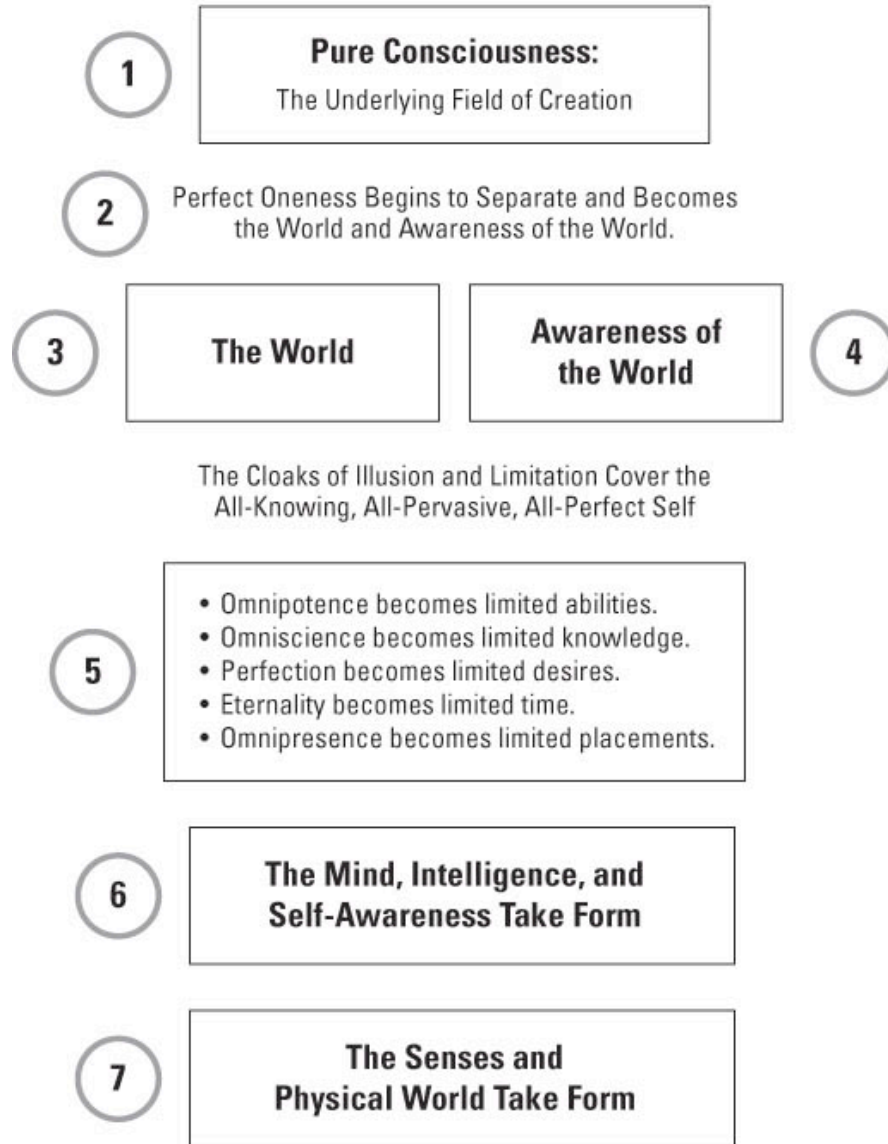 1
Pure Consciousness:
The Underlying Field of Creation
2
Perfect Oneness Begins to Separate and Becomes
the World and Awareness of the World.
3
The World
Awareness of
the World
4
The Cloaks of Illusion and Limitation Cover the
All-Knowing, All-Pervasive, All-Perfect Self
5
• Omnipotence becomes limited abilities.
• Omniscience becomes limited knowledge.
• Perfection becomes limited desires.
• Eternality becomes limited time.
• Omnipresence becomes limited placements.
6
The Mind, Intelligence, and
Self-Awareness Take Form
7
The Senses and
Physical World Take Form